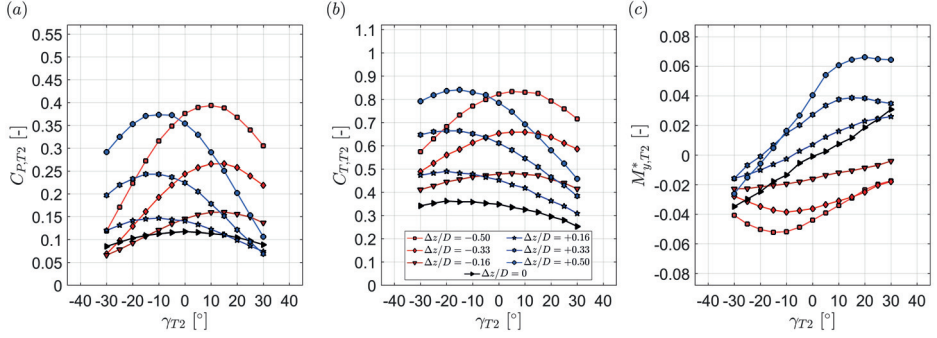 (a)
0.55
0.5
0.45
0.4
0.35
0.3
0.25
0.2
0.15
0.1
0.05
0
C_{P,T2} [-]
-40 -30 -20 -10 0 10 20 30 40
γ_{T2} [°]
(b)
1.1
1
0.9
0.8
0.7
0.6
0.5
0.4
0.3
0.2
0.1
0
C_{T,T2} [-]
Δz/D = −0.50
Δz/D = −0.33
Δz/D = −0.16
Δz/D = +0.16
Δz/D = +0.33
Δz/D = +0.50
Δz/D = 0
-40 -30 -20 -10 0 10 20 30 40
γ_{T2} [°]
(c)
0.08
0.06
0.04
0.02
0
-0.02
-0.04
-0.06
-0.08
M*_{y,T2} [-]
-40 -30 -20 -10 0 10 20 30 40
γ_{T2} [°]